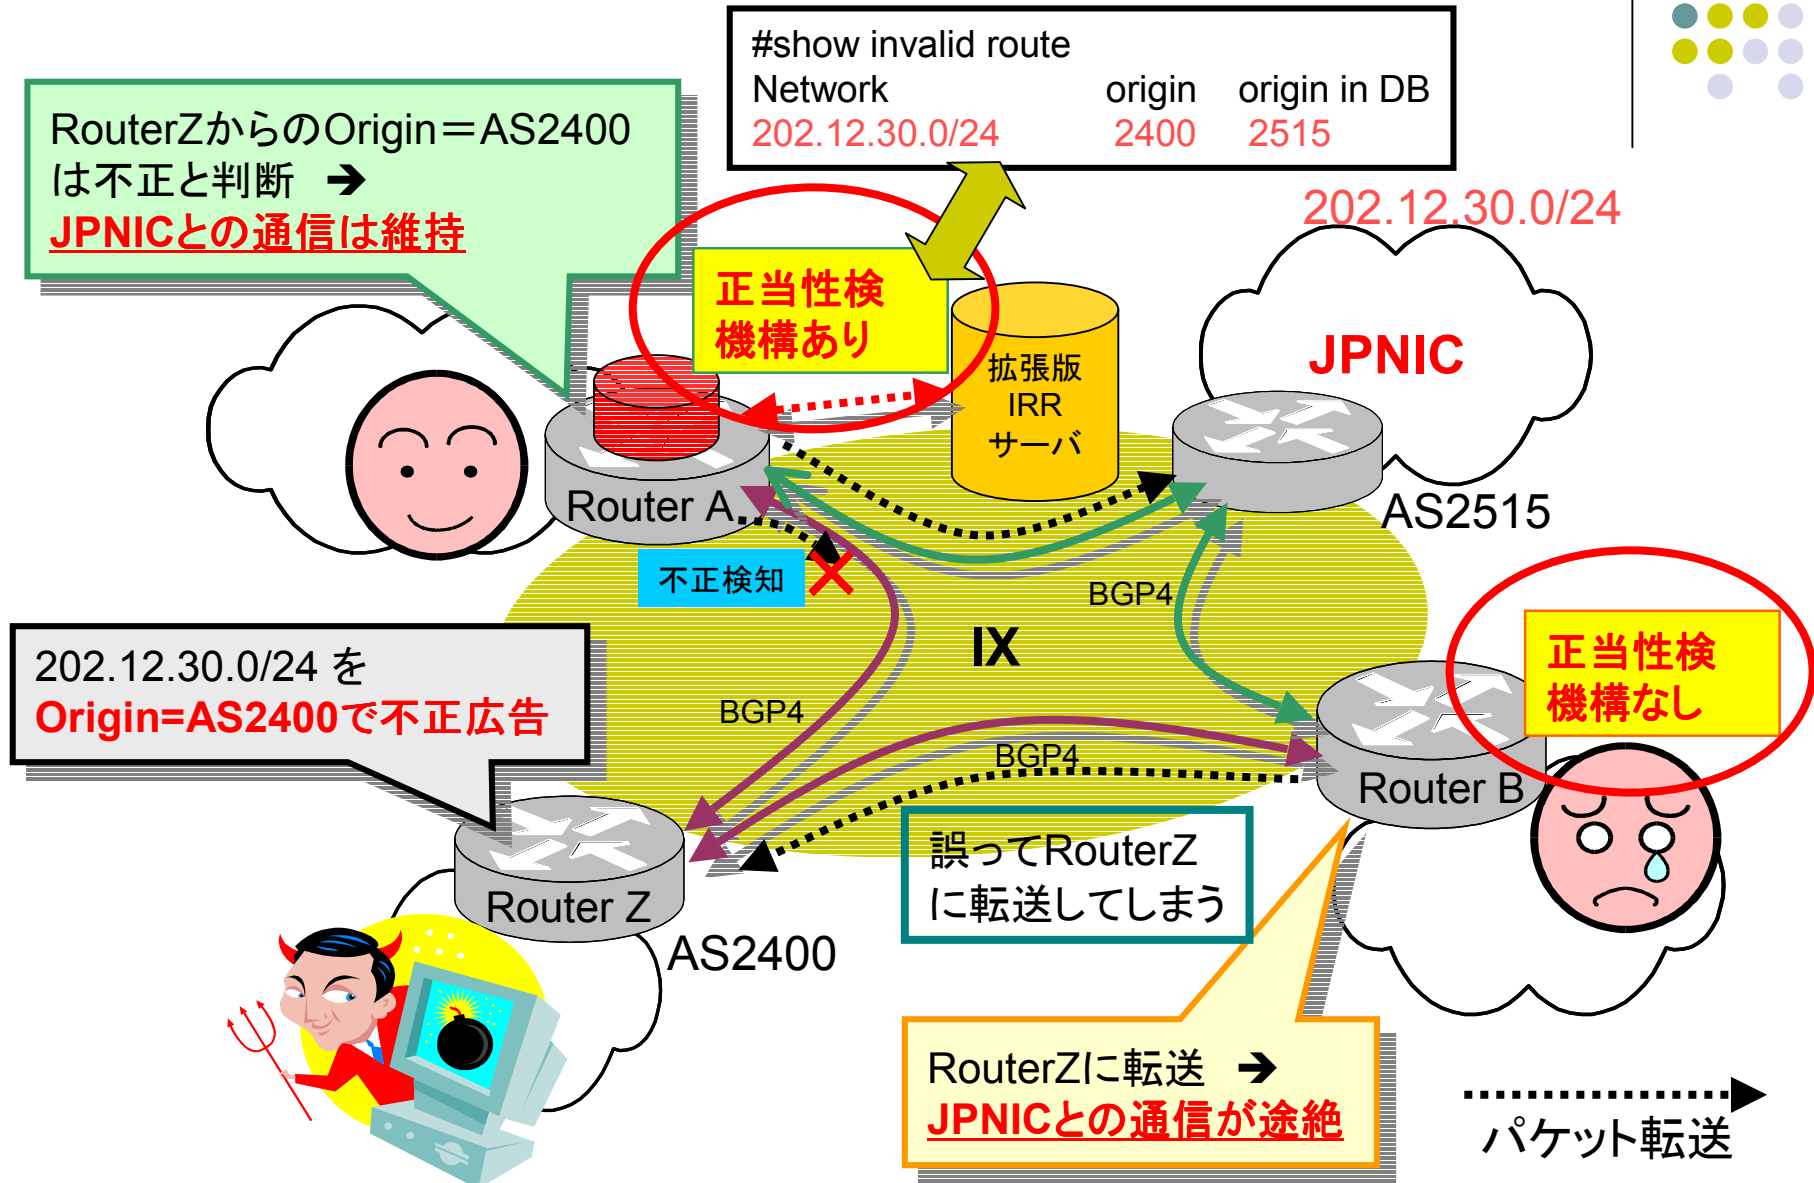 #show invalid route
Network origin origin in DB
202.12.30.0/24 2400 2515
RouterZからのOrigin＝AS2400
は不正と判断 ➔
JPNICとの通信は維持
202.12.30.0/24
正当性検
機構あり
JPNIC
拡張版
IRR
サーバ
Router A
AS2515
不正検知
BGP4
IX
正当性検
機構なし
202.12.30.0/24 を
Origin=AS2400で不正広告
BGP4
BGP4
Router B
誤ってRouterZ
に転送してしまう
Router Z
AS2400
RouterZに転送 ➔
JPNICとの通信が途絶
パケット転送